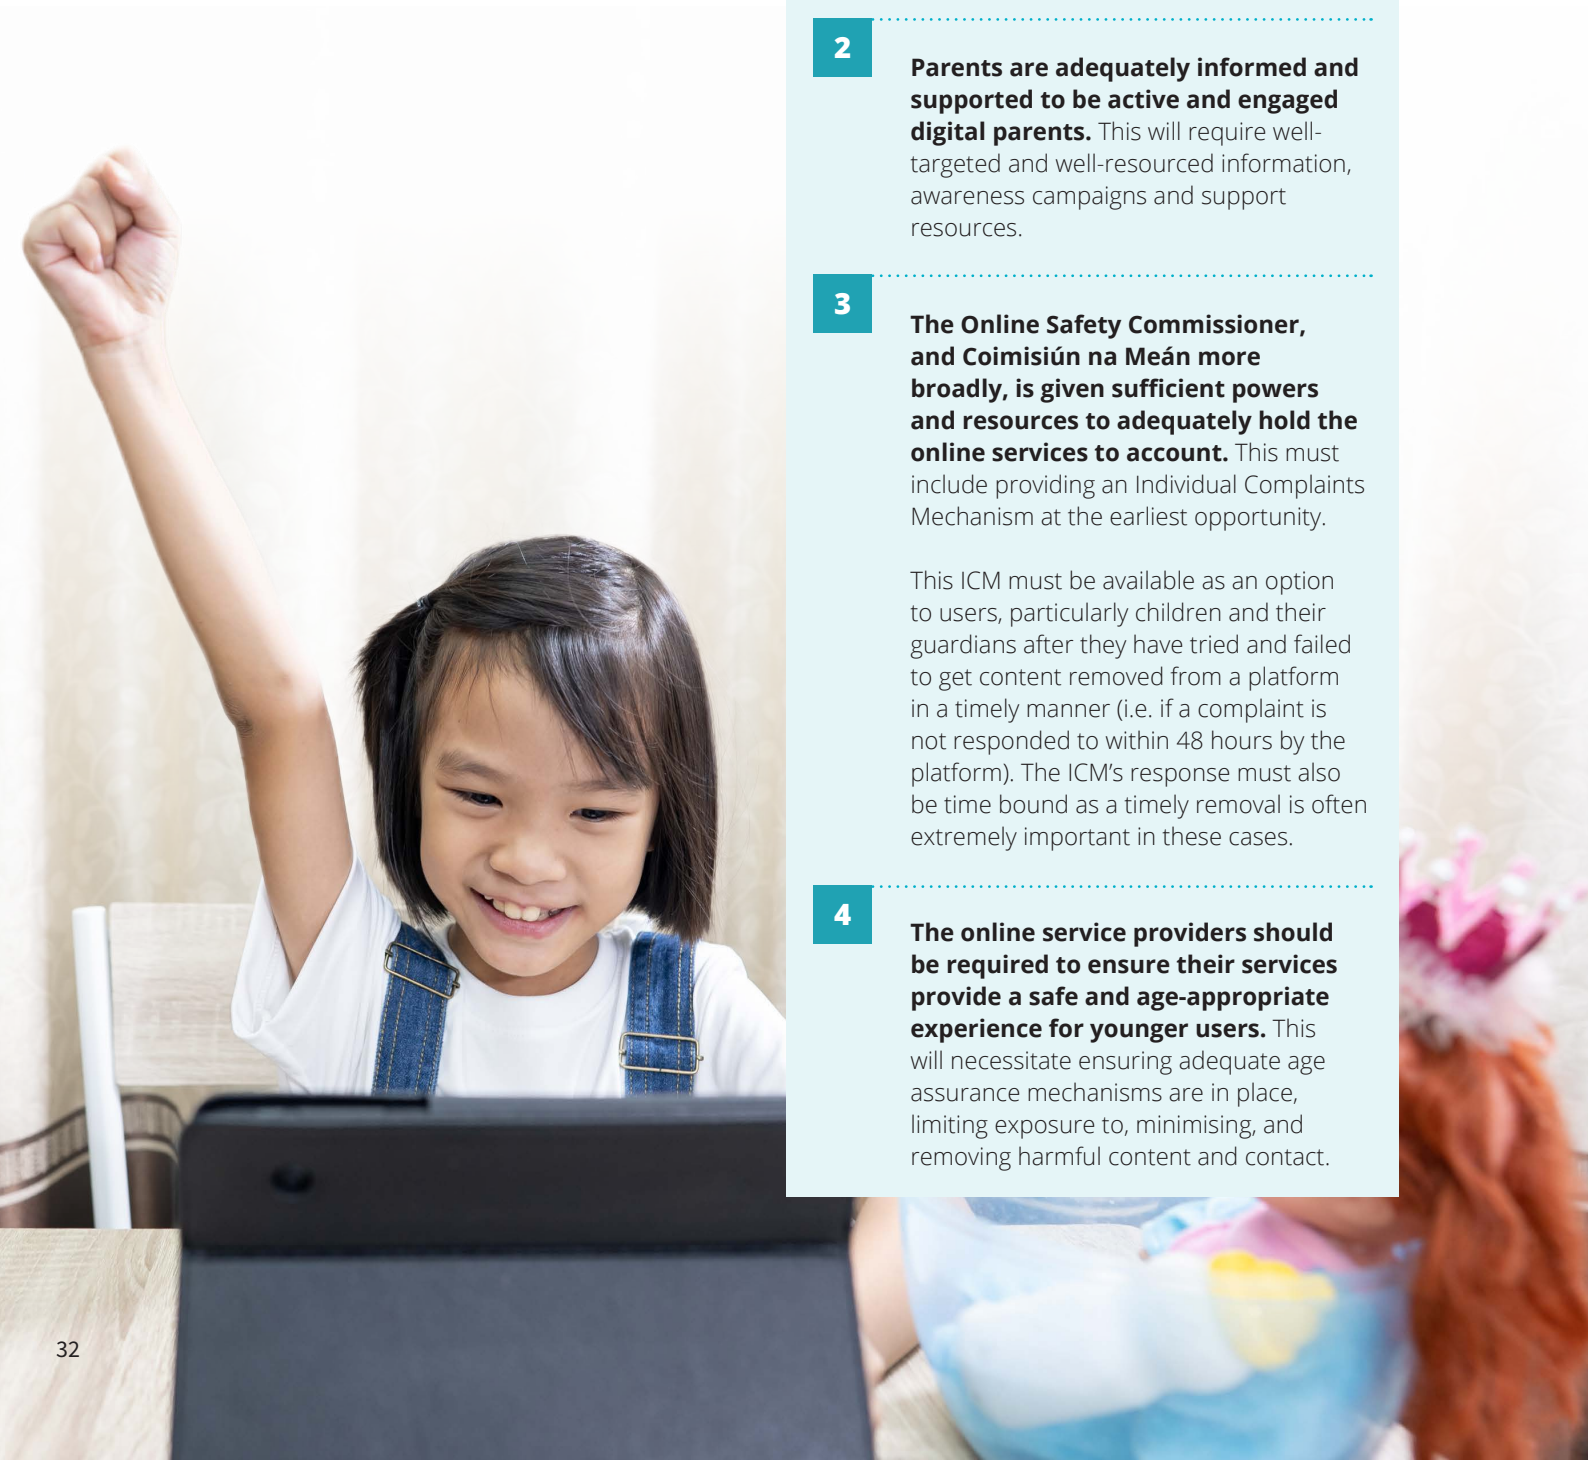 2
Parents are adequately informed and
supported to be active and engaged
digital parents. This will require well-
targeted and well-resourced information,
awareness campaigns and support
resources.
3
The Online Safety Commissioner,
and Coimisiún na Meán more
broadly, is given sufficient powers
and resources to adequately hold the
online services to account. This must
include providing an Individual Complaints
Mechanism at the earliest opportunity.
This ICM must be available as an option
to users, particularly children and their
guardians after they have tried and failed
to get content removed from a platform
in a timely manner (i.e. if a complaint is
not responded to within 48 hours by the
platform). The ICM’s response must also
be time bound as a timely removal is often
extremely important in these cases.
4
The online service providers should
be required to ensure their services
provide a safe and age-appropriate
experience for younger users. This
will necessitate ensuring adequate age
assurance mechanisms are in place,
limiting exposure to, minimising, and
removing harmful content and contact.
32